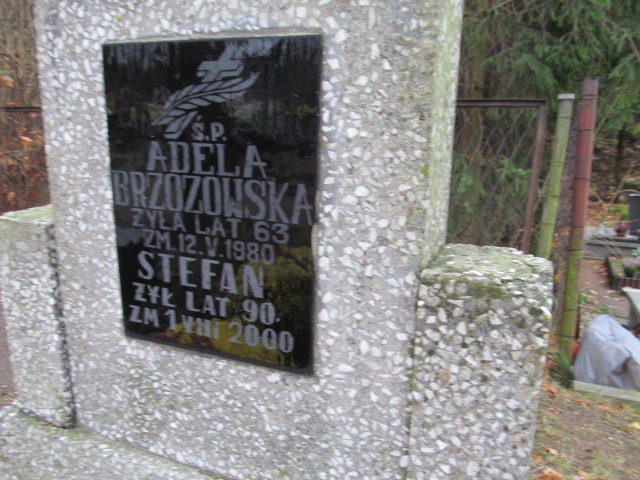 Ś.P.
ADELA
BRZOZOWSKA
ŻYŁA LAT 63
ZM. 12.V.1980
STEFAN
ŻYŁ LAT 90.
ZM 1 VIII 2000